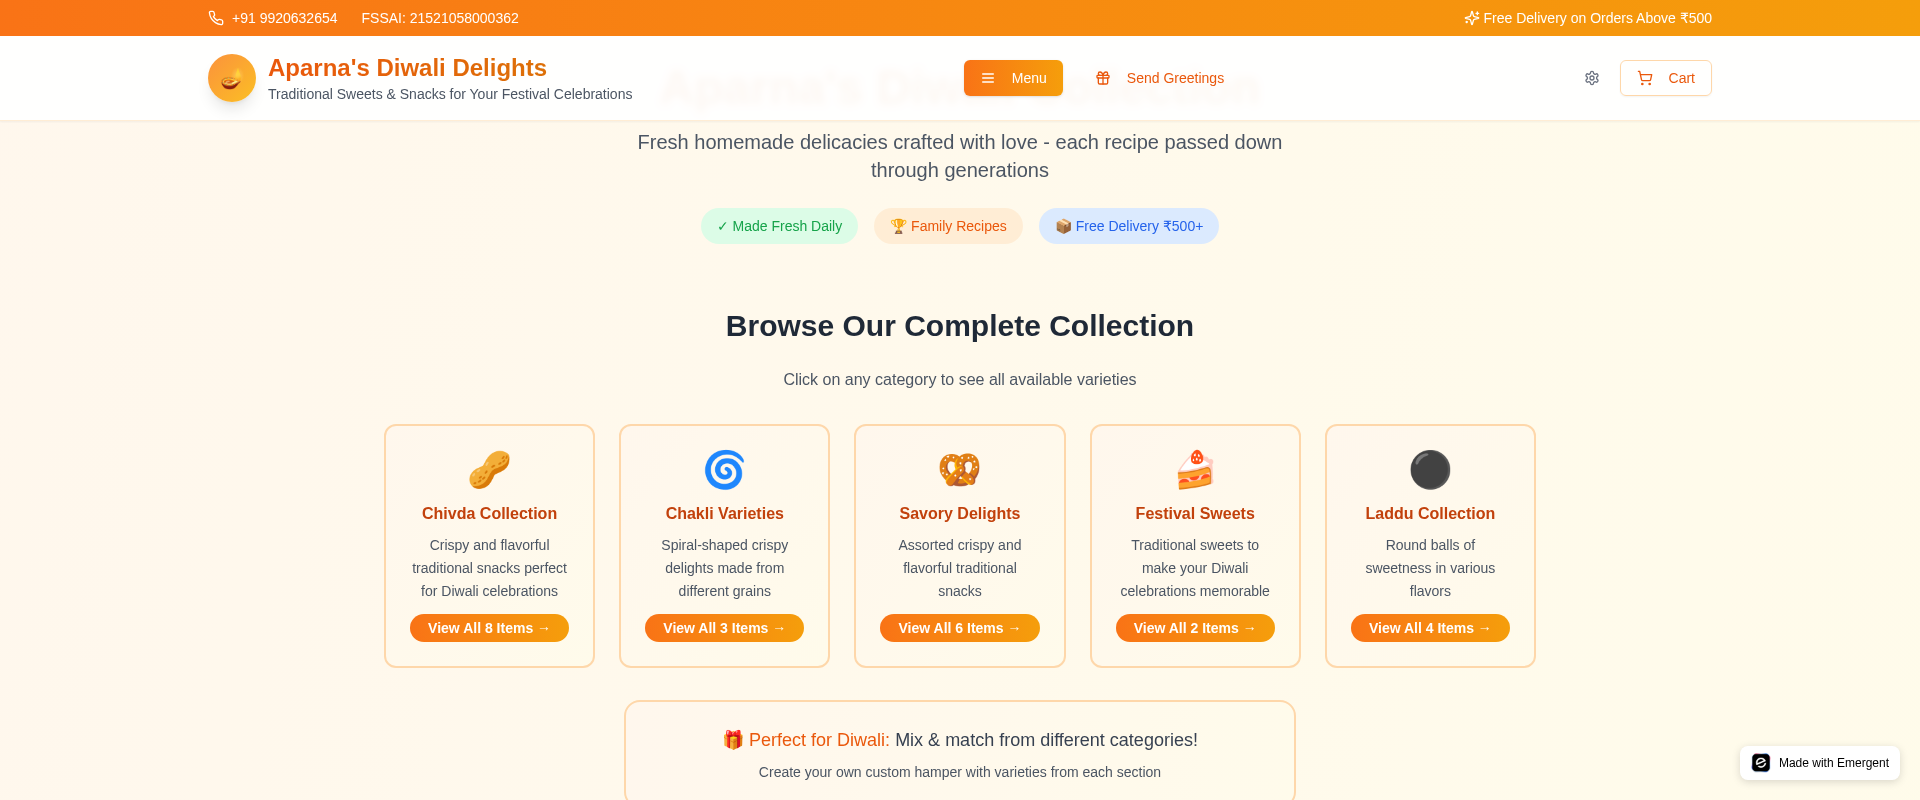 +91 9920632654
FSSAI: 21521058000362
Free Delivery on Orders Above ₹500
Aparna's Diwali Delights
Traditional Sweets & Snacks for Your Festival Celebrations
Menu
Send Greetings
Cart
Fresh homemade delicacies crafted with love - each recipe passed down
through generations
✓ Made Fresh Daily
🏆 Family Recipes
📦 Free Delivery ₹500+
Browse Our Complete Collection
Click on any category to see all available varieties
Chivda Collection
Crispy and flavorful
traditional snacks perfect
for Diwali celebrations
View All 8 Items →
Chakli Varieties
Spiral-shaped crispy
delights made from
different grains
View All 3 Items →
Savory Delights
Assorted crispy and
flavorful traditional
snacks
View All 6 Items →
Festival Sweets
Traditional sweets to
make your Diwali
celebrations memorable
View All 2 Items →
Laddu Collection
Round balls of
sweetness in various
flavors
View All 4 Items →
🎁 Perfect for Diwali: Mix & match from different categories!
Create your own custom hamper with varieties from each section
Made with Emergent